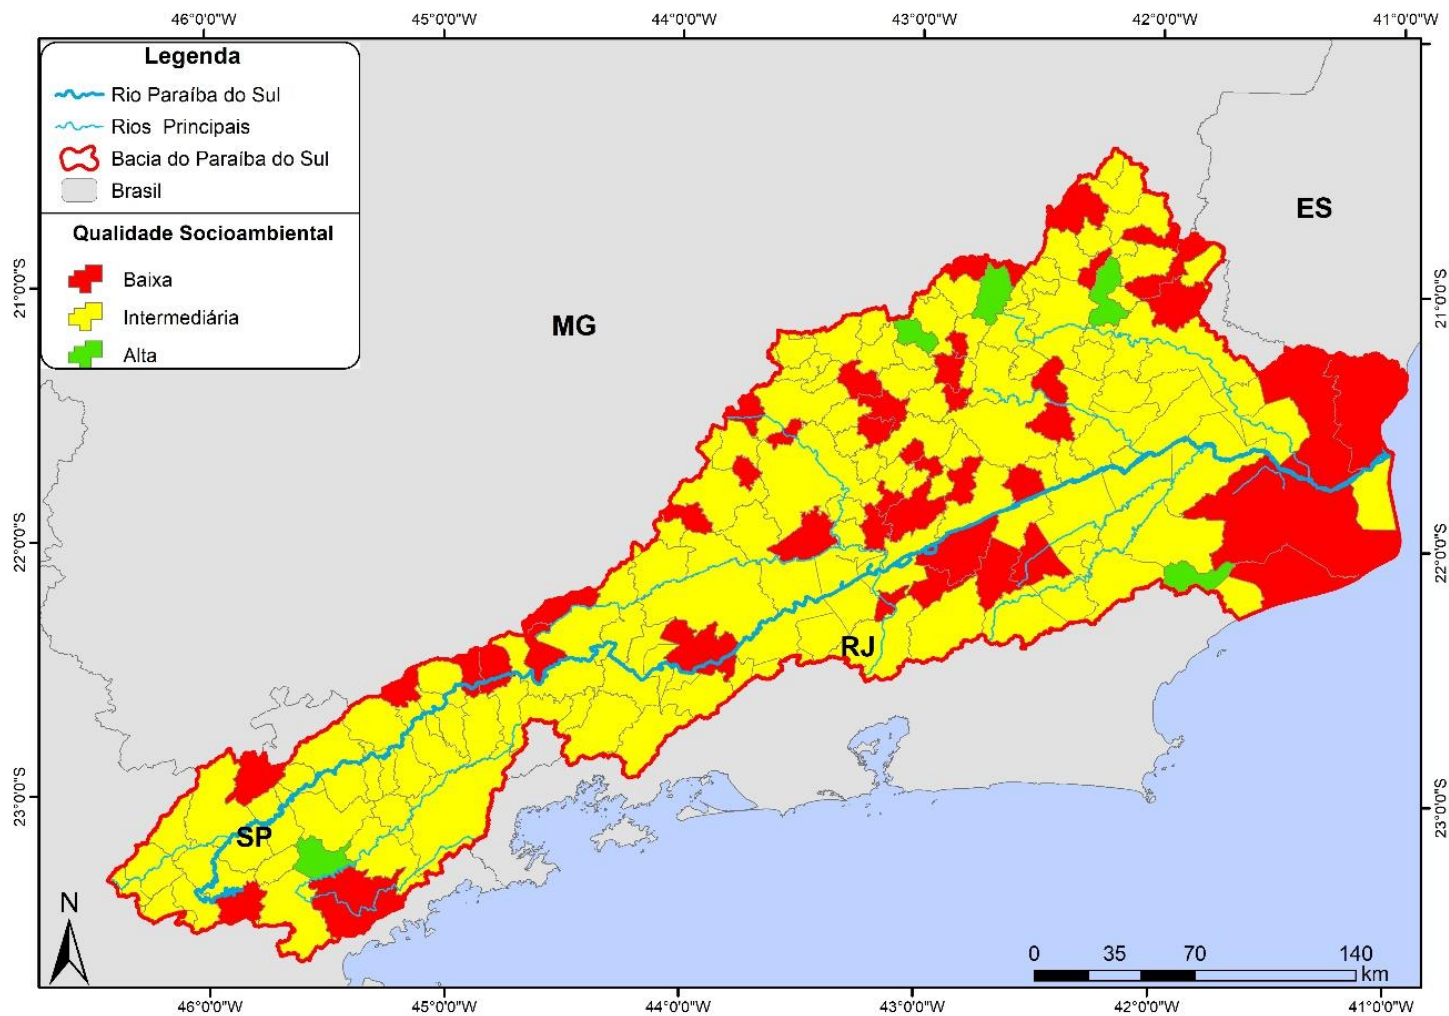 46°0'0"W 45°0'0"W 44°0'0"W 43°0'0"W 42°0'0"W 41°0'0"W
Legenda
Rio Paraíba do Sul
Rios Principais
Bacia do Paraíba do Sul
Brasil
Qualidade Socioambiental
Baixa
Intermediária
Alta
ES
21°0'0"S
21°0'0"S
MG
22°0'0"S
22°0'0"S
RJ
23°0'0"S
23°0'0"S
SP
N
0 35 70 140
km
46°0'0"W 45°0'0"W 44°0'0"W 43°0'0"W 42°0'0"W 41°0'0"W